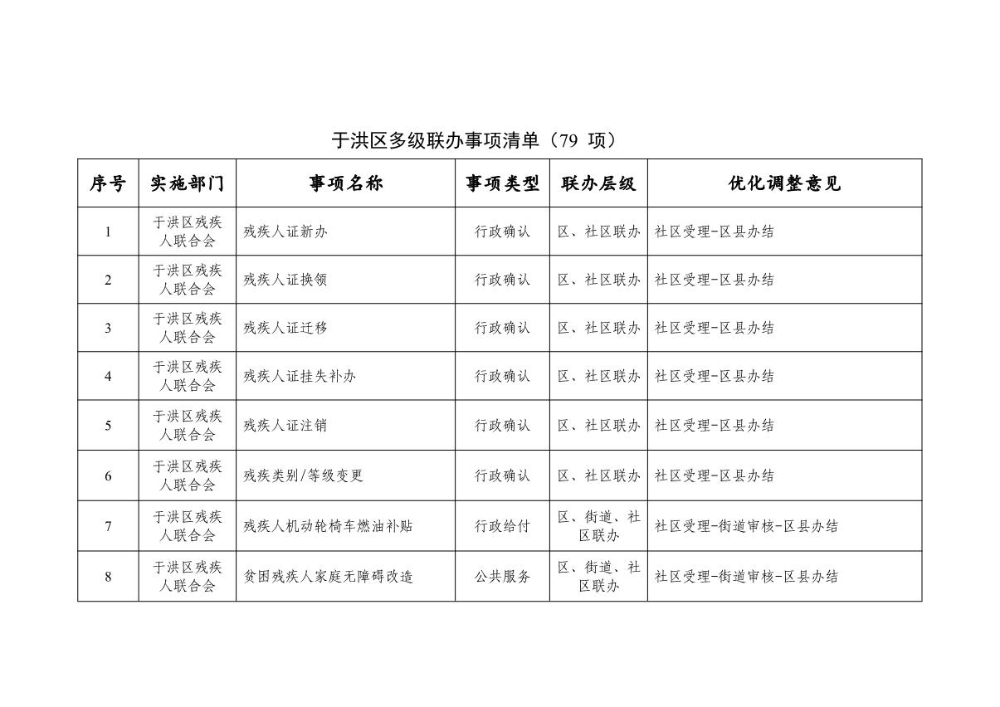 于洪区多级联办事项清单（79 项）
序号 实施部门 事项名称 事项类型 联办层级 优化调整意见
1 于洪区残疾人联合会 残疾人证新办 行政确认 区、社区联办 社区受理-区县办结
2 于洪区残疾人联合会 残疾人证换领 行政确认 区、社区联办 社区受理-区县办结
3 于洪区残疾人联合会 残疾人证迁移 行政确认 区、社区联办 社区受理-区县办结
4 于洪区残疾人联合会 残疾人证挂失补办 行政确认 区、社区联办 社区受理-区县办结
5 于洪区残疾人联合会 残疾人证注销 行政确认 区、社区联办 社区受理-区县办结
6 于洪区残疾人联合会 残疾类别/等级变更 行政确认 区、社区联办 社区受理-区县办结
7 于洪区残疾人联合会 残疾人机动轮椅车燃油补贴 行政给付 区、街道、社区联办 社区受理-街道审核-区县办结
8 于洪区残疾人联合会 贫困残疾人家庭无障碍改造 公共服务 区、街道、社区联办 社区受理-街道审核-区县办结